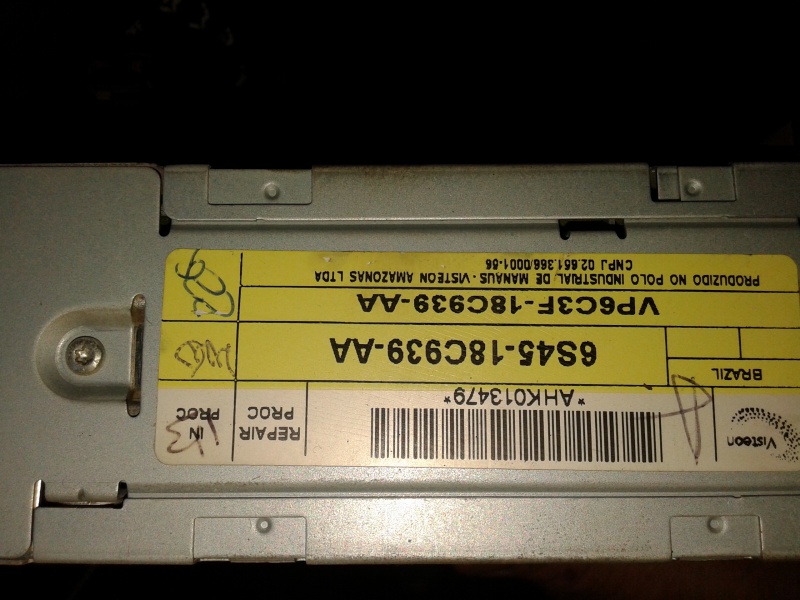 Visteon
*AHK013479*
REPAIR
PROC
IN
PROC
BRAZIL
6S45-18C939-AA
VP6C3F-18C939-AA
PRODUZIDO NO POLO INDUSTRIAL DE MANAUS - VISTEON AMAZONAS LTDA
CNPJ 02.651.366/0001-56